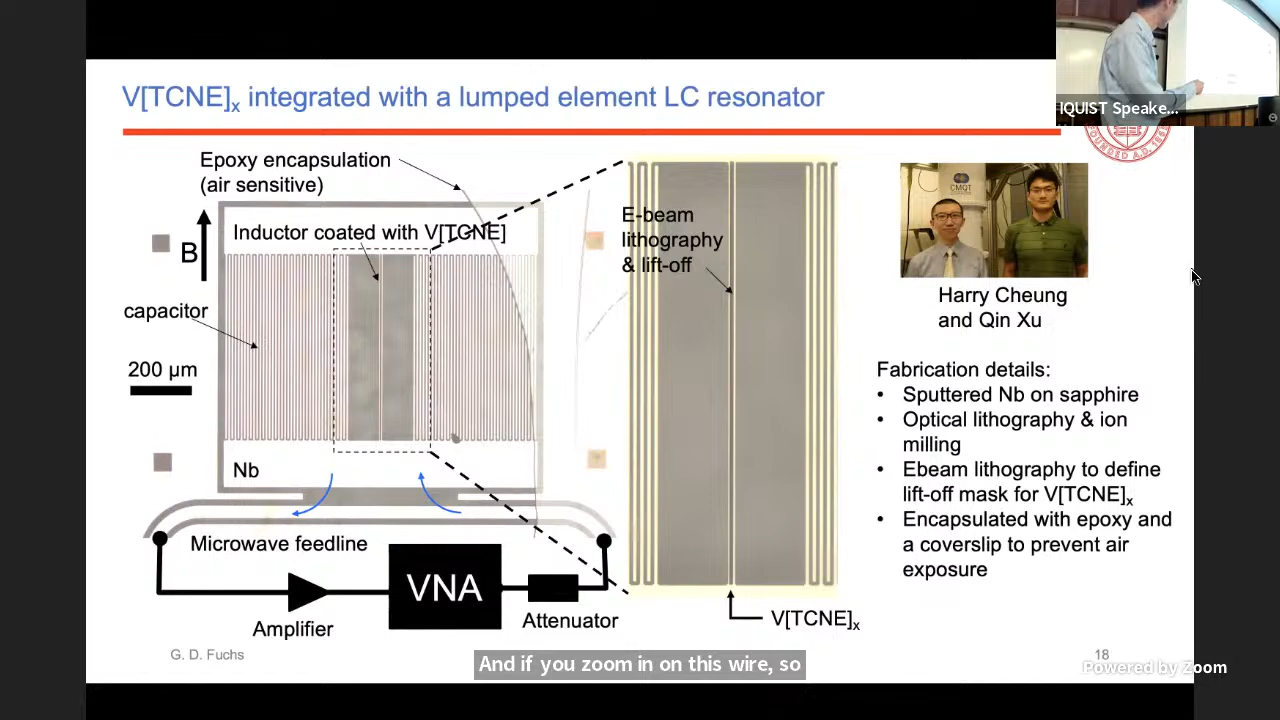 V[TCNE]x integrated with a lumped element LC resonator
IQUIST Speake...
FOUNDED A.D. 186
Epoxy encapsulation
(air sensitive)
B
Inductor coated with V[TCNE]
capacitor
200 µm
Nb
Microwave feedline
VNA
Amplifier
Attenuator
E-beam
lithography
& lift-off
V[TCNE]x
CMQT
Harry Cheung
and Qin Xu
Fabrication details:
• Sputtered Nb on sapphire
• Optical lithography & ion
milling
• Ebeam lithography to define
lift-off mask for V[TCNE]x
• Encapsulated with epoxy and
a coverslip to prevent air
exposure
G. D. Fuchs
18
And if you zoom in on this wire, so
Powered by Zoom